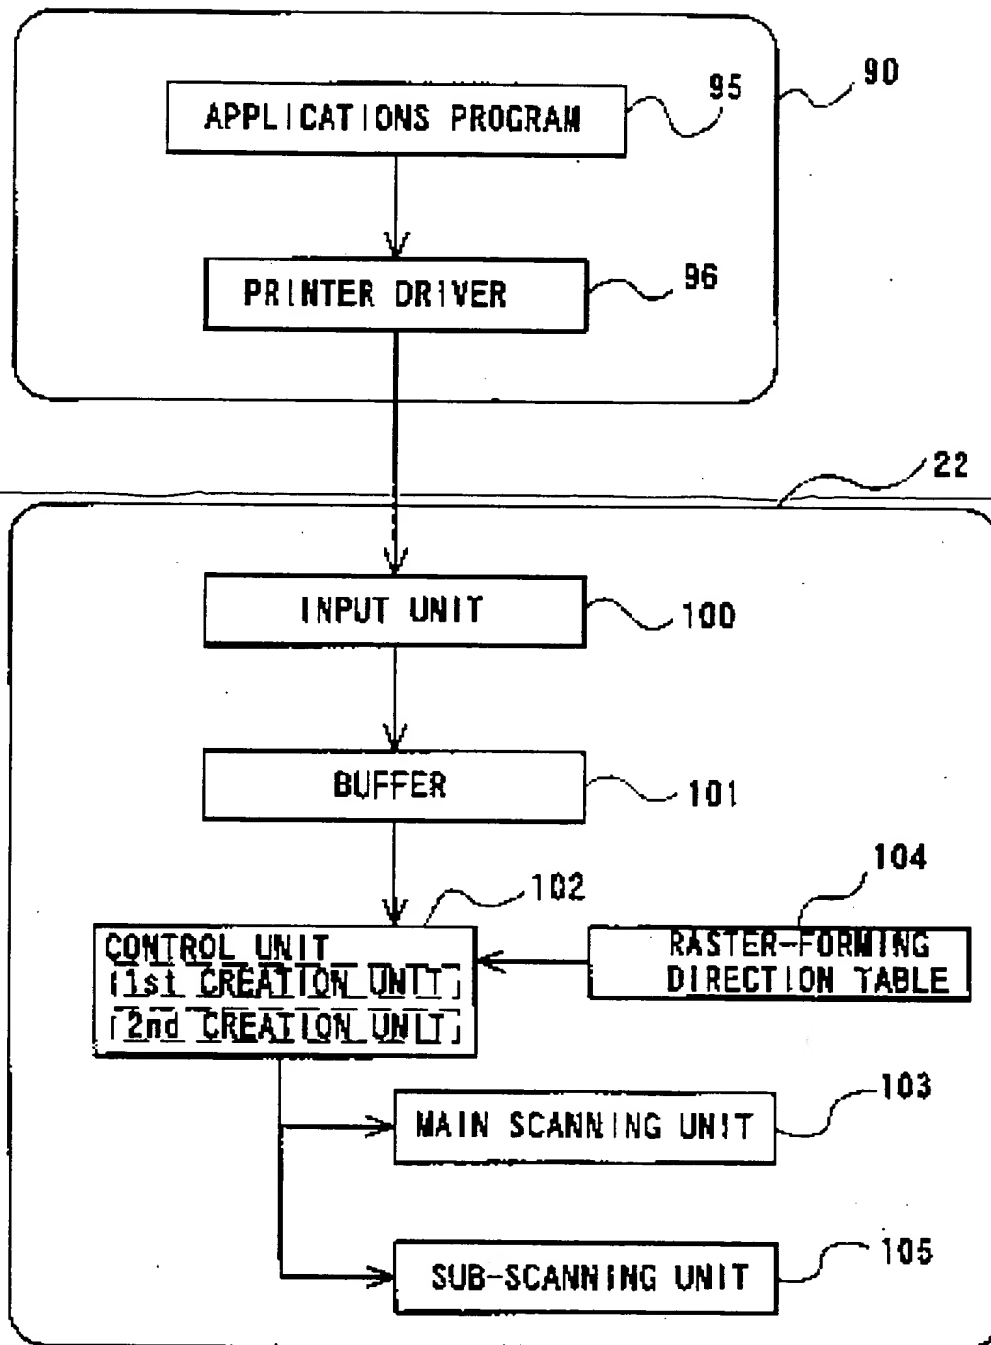 90
95
APPLICATIONS PROGRAM
96
PRINTER DRIVER
22
INPUT UNIT
100
BUFFER
101
104
102
CONTROL UNIT
1st CREATION UNIT
2nd CREATION UNIT
RASTER-FORMING
DIRECTION TABLE
103
MAIN SCANNING UNIT
105
SUB-SCANNING UNIT